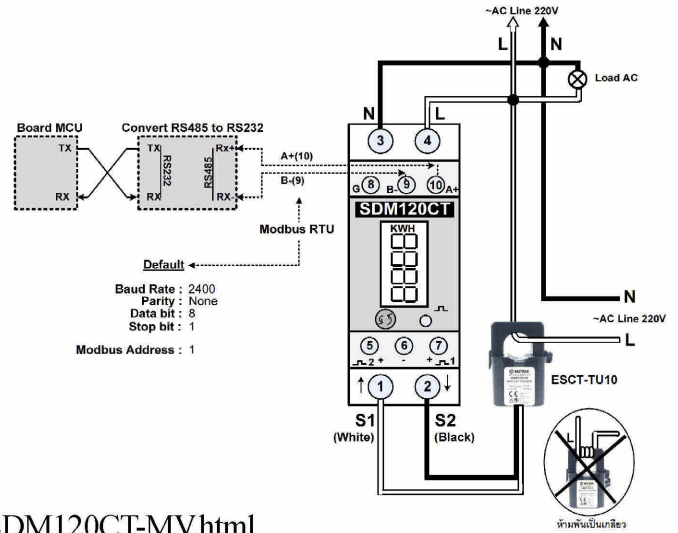 ~AC Line 220V
L N
Load AC
N L
3 4
Board MCU Convert RS485 to RS232
TX TX Rx+
RS232 RS485
RX RX RX-
A+(10)
B-(9)
G 8 B- 9 10 A+
SDM120CT
KWH
Modbus RTU
Default
Baud Rate : 2400
Parity : None
Data bit : 8
Stop bit : 1
Modbus Address : 1
N
~AC Line 220V
L
5 6 7
2 + - + 1
ESCT-TU10
↑ 1 2 ↓
S1 S2
(White) (Black)
L
ห้ามพันเป็นเกลียว
SDM120CT-MV.html